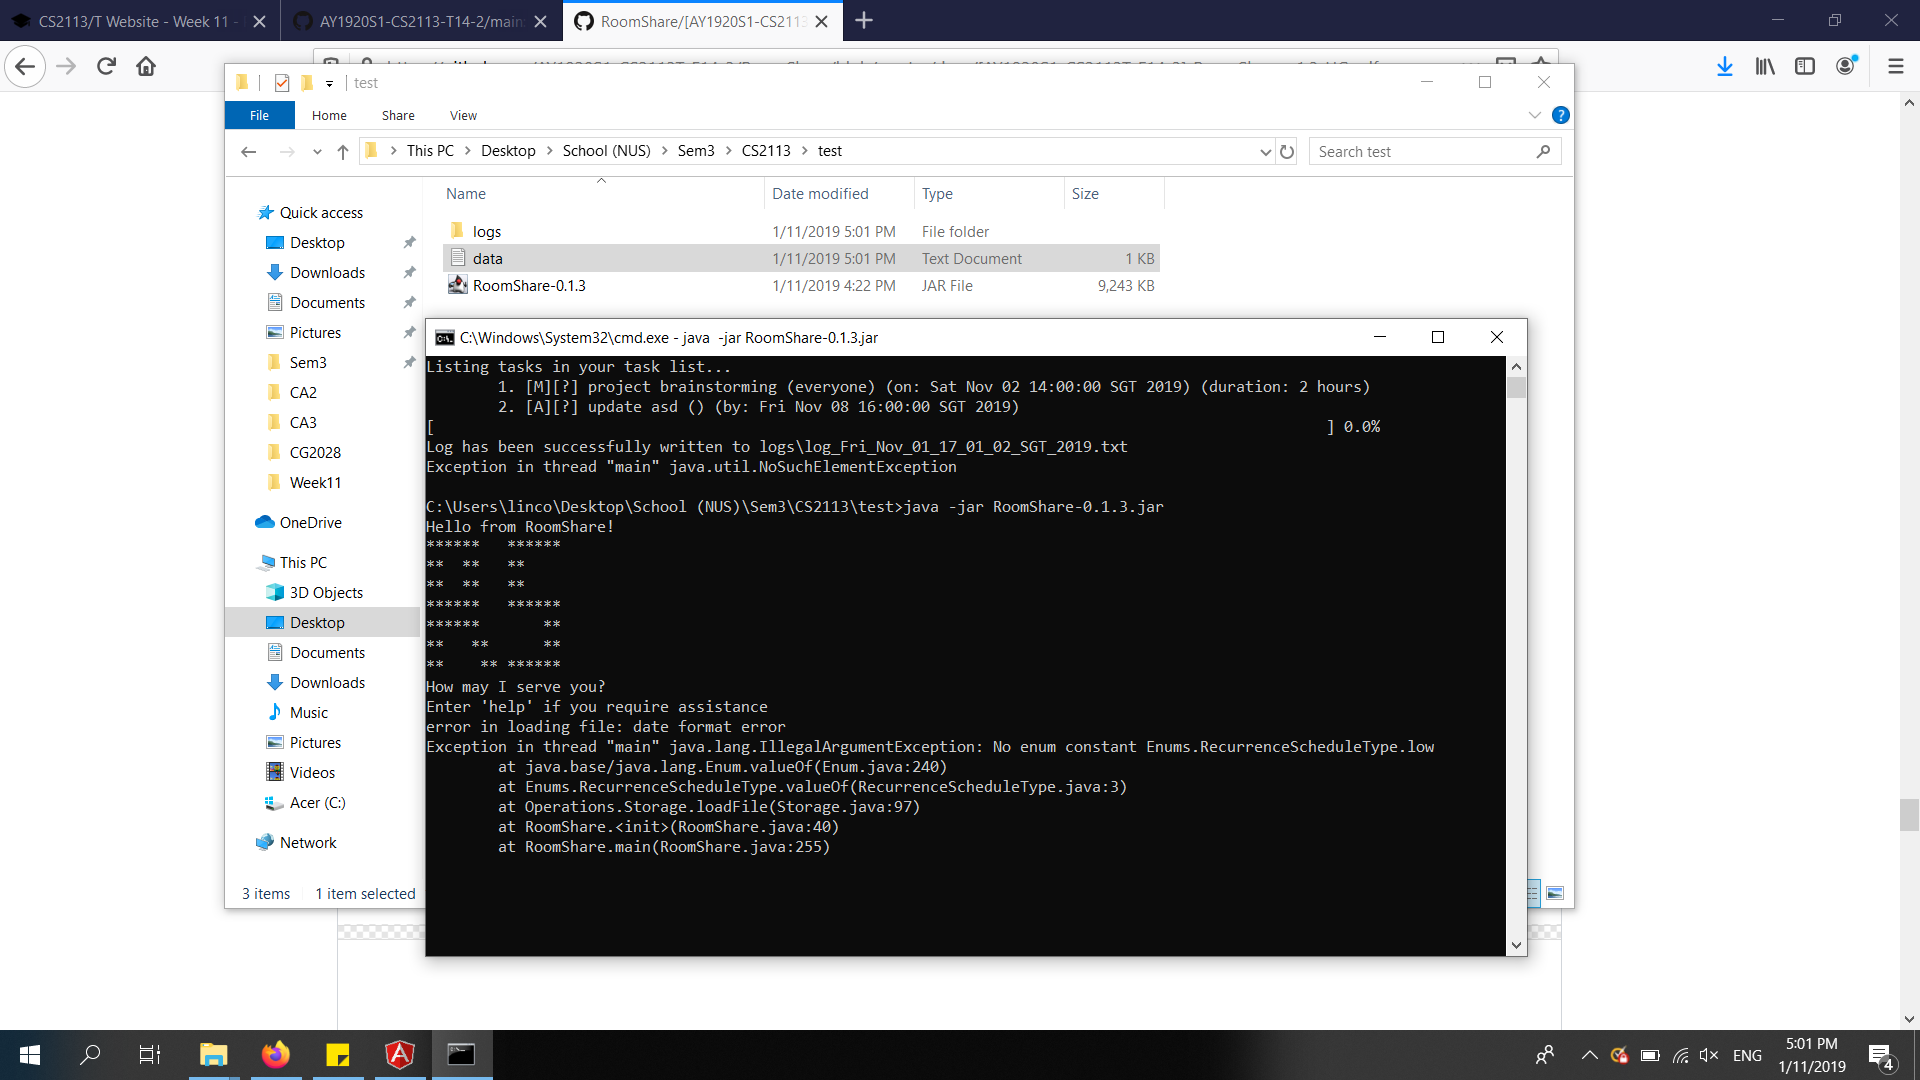 CS2113/T Website - Week 11 -
AY1920S1-CS2113-T14-2/main
RoomShare/[AY1920S1-CS2113
test
File
Home
Share
View
This PC
Desktop
School (NUS)
Sem3
CS2113
test
Search test
Name
Date modified
Type
Size
logs
1/11/2019 5:01 PM
File folder
data
1/11/2019 5:01 PM
Text Document
1 KB
RoomShare-0.1.3
1/11/2019 4:22 PM
JAR File
9,243 KB
Quick access
Desktop
Downloads
Documents
Pictures
Sem3
CA2
CA3
CG2028
Week11
OneDrive
This PC
3D Objects
Desktop
Documents
Downloads
Music
Pictures
Videos
Acer (C:)
Network
3 items
1 item selected
C:\Windows\System32\cmd.exe - java  -jar RoomShare-0.1.3.jar
Listing tasks in your task list...
1. [M][?] project brainstorming (everyone) (on: Sat Nov 02 14:00:00 SGT 2019) (duration: 2 hours)
2. [A][?] update asd () (by: Fri Nov 08 16:00:00 SGT 2019)
[ ] 0.0%
Log has been successfully written to logs\log_Fri_Nov_01_17_01_02_SGT_2019.txt
Exception in thread "main" java.util.NoSuchElementException
C:\Users\linco\Desktop\School (NUS)\Sem3\CS2113\test>java -jar RoomShare-0.1.3.jar
Hello from RoomShare!
******   ******
**  **   **
**  **   **
******   ******
******       **
**   **      **
**    ** ******
How may I serve you?
Enter 'help' if you require assistance
error in loading file: date format error
Exception in thread "main" java.lang.IllegalArgumentException: No enum constant Enums.RecurrenceScheduleType.low
at java.base/java.lang.Enum.valueOf(Enum.java:240)
at Enums.RecurrenceScheduleType.valueOf(RecurrenceScheduleType.java:3)
at Operations.Storage.loadFile(Storage.java:97)
at RoomShare.<init>(RoomShare.java:40)
at RoomShare.main(RoomShare.java:255)
ENG
5:01 PM
1/11/2019
4